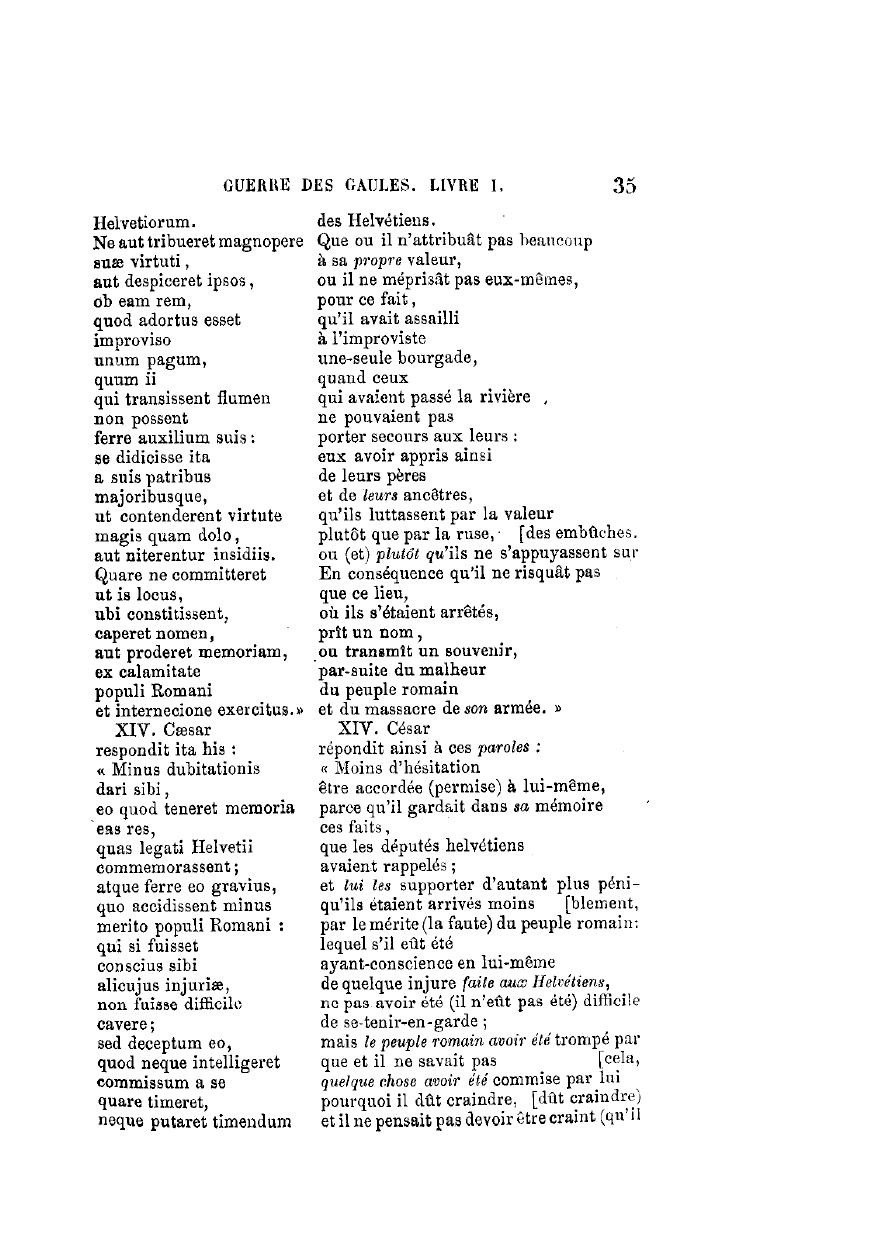 GUERRE DES GAULES. LIVRE I. 35
Helvetiorum.
Ne aut tribueret magnopere
suæ virtuti,
aut despiceret ipsos,
ob eam rem,
quod adortus esset
improviso
unum pagum,
quum ii
qui transissent flumen
non possent
ferre auxilium suis :
se didicisse ita
a suis patribus
majoribusque,
ut contenderent virtute
magis quam dolo,
aut niterentur insidiis.
Quare ne committeret
ut is locus,
ubi constitissent,
caperet nomen,
aut proderet memoriam,
ex calamitate
populi Romani
et internecione exercitus.»
XIV. Cæsar
respondit ita his :
« Minus dubitationis
dari sibi,
eo quod teneret memoria
eas res,
quas legati Helvetii
commemorassent;
atque ferre eo gravius,
quo accidissent minus
merito populi Romani :
qui si fuisset
conscius sibi
alicujus injuriæ,
non fuisse difficile
cavere;
sed deceptum eo,
quod neque intelligeret
commissum a se
quare timeret,
neque putaret timendum
des Helvétiens.
Que ou il n'attribuât pas beaucoup
à sa propre valeur,
ou il ne méprisât pas eux-mêmes,
pour ce fait,
qu'il avait assailli
à l'improviste
une-seule bourgade,
quand ceux
qui avaient passé la rivière ,
ne pouvaient pas
porter secours aux leurs :
eux avoir appris ainsi
de leurs pères
et de leurs ancêtres,
qu'ils luttassent par la valeur
plutôt que par la ruse, [des embûches.
ou (et) plutôt qu'ils ne s'appuyassent sur
En conséquence qu'il ne risquât pas
que ce lieu,
où ils s'étaient arrêtés,
prît un nom,
ou transmît un souvenir,
par-suite du malheur
du peuple romain
et du massacre de son armée. »
XIV. César
répondit ainsi à ces paroles :
« Moins d'hésitation
être accordée (permise) à lui-même,
parce qu'il gardait dans sa mémoire
ces faits,
que les députés helvétiens
avaient rappelés ;
et lui les supporter d'autant plus péni-
qu'ils étaient arrivés moins [blement,
par le mérite (la faute) du peuple romain:
lequel s'il eût été
ayant-conscience en lui-même
de quelque injure faite aux Helvétiens,
ne pas avoir été (il n'eût pas été) difficile
de se-tenir-en-garde ;
mais le peuple romain avoir été trompé par
que et il ne savait pas [cela,
quelque chose avoir été commise par lui
pourquoi il dût craindre, [dût craindre)
et il ne pensait pas devoir être craint (qu'il